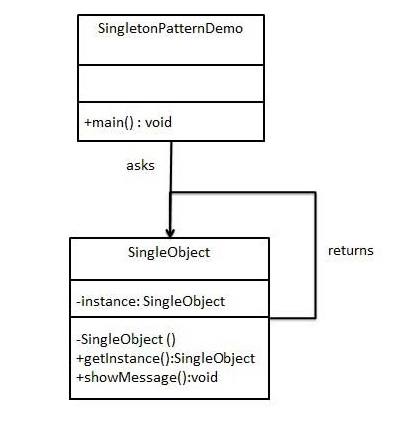 SingletonPatternDemo
+main() : void
asks
SingleObject
returns
-instance: SingleObject
-SingleObject ()
+getInstance():SingleObject
+showMessage():void